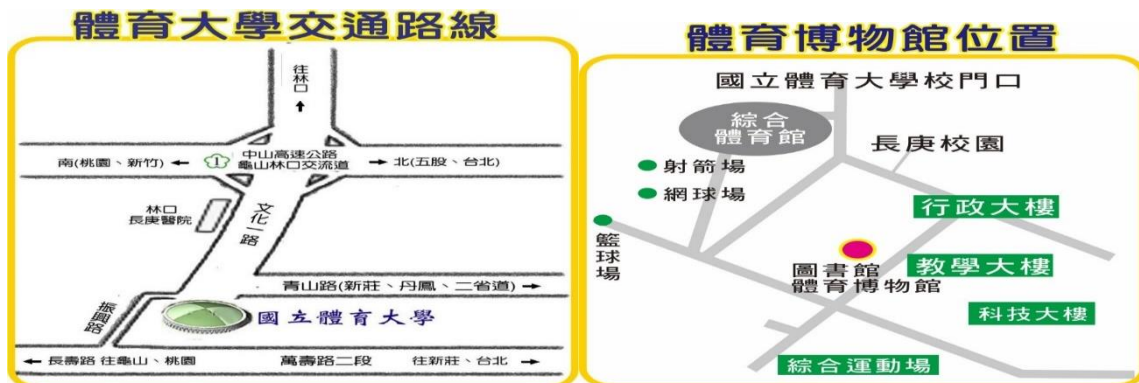 體育大學交通路線
往林口
↑
南(桃園、新竹) ←
1
中山高速公路
龜山林口交流道
→ 北(五股、台北)
林口
長庚醫院
文化一路
青山路(新莊、丹鳳、二省道) →
振興路
國立體育大學
← 長壽路 往龜山、桃園
萬壽路二段
往新莊、台北 →
體育博物館位置
國立體育大學校門口
綜合
體育館
長庚校園
射箭場
網球場
籃球場
行政大樓
圖書館
體育博物館
教學大樓
科技大樓
綜合運動場